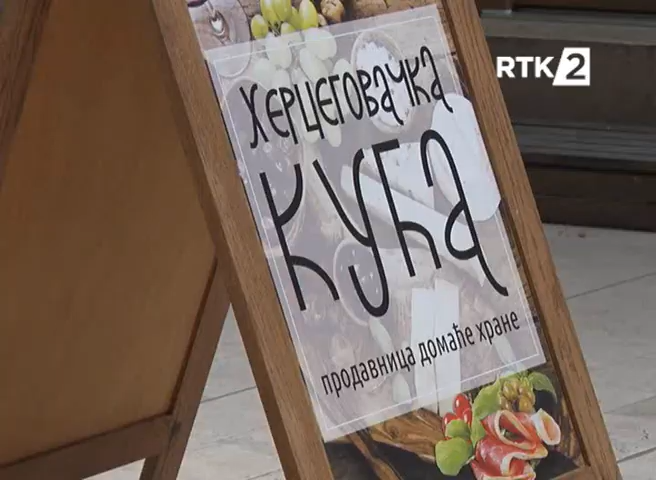 RTK 2
Херцеговачка
кућа
продавница домаће хране